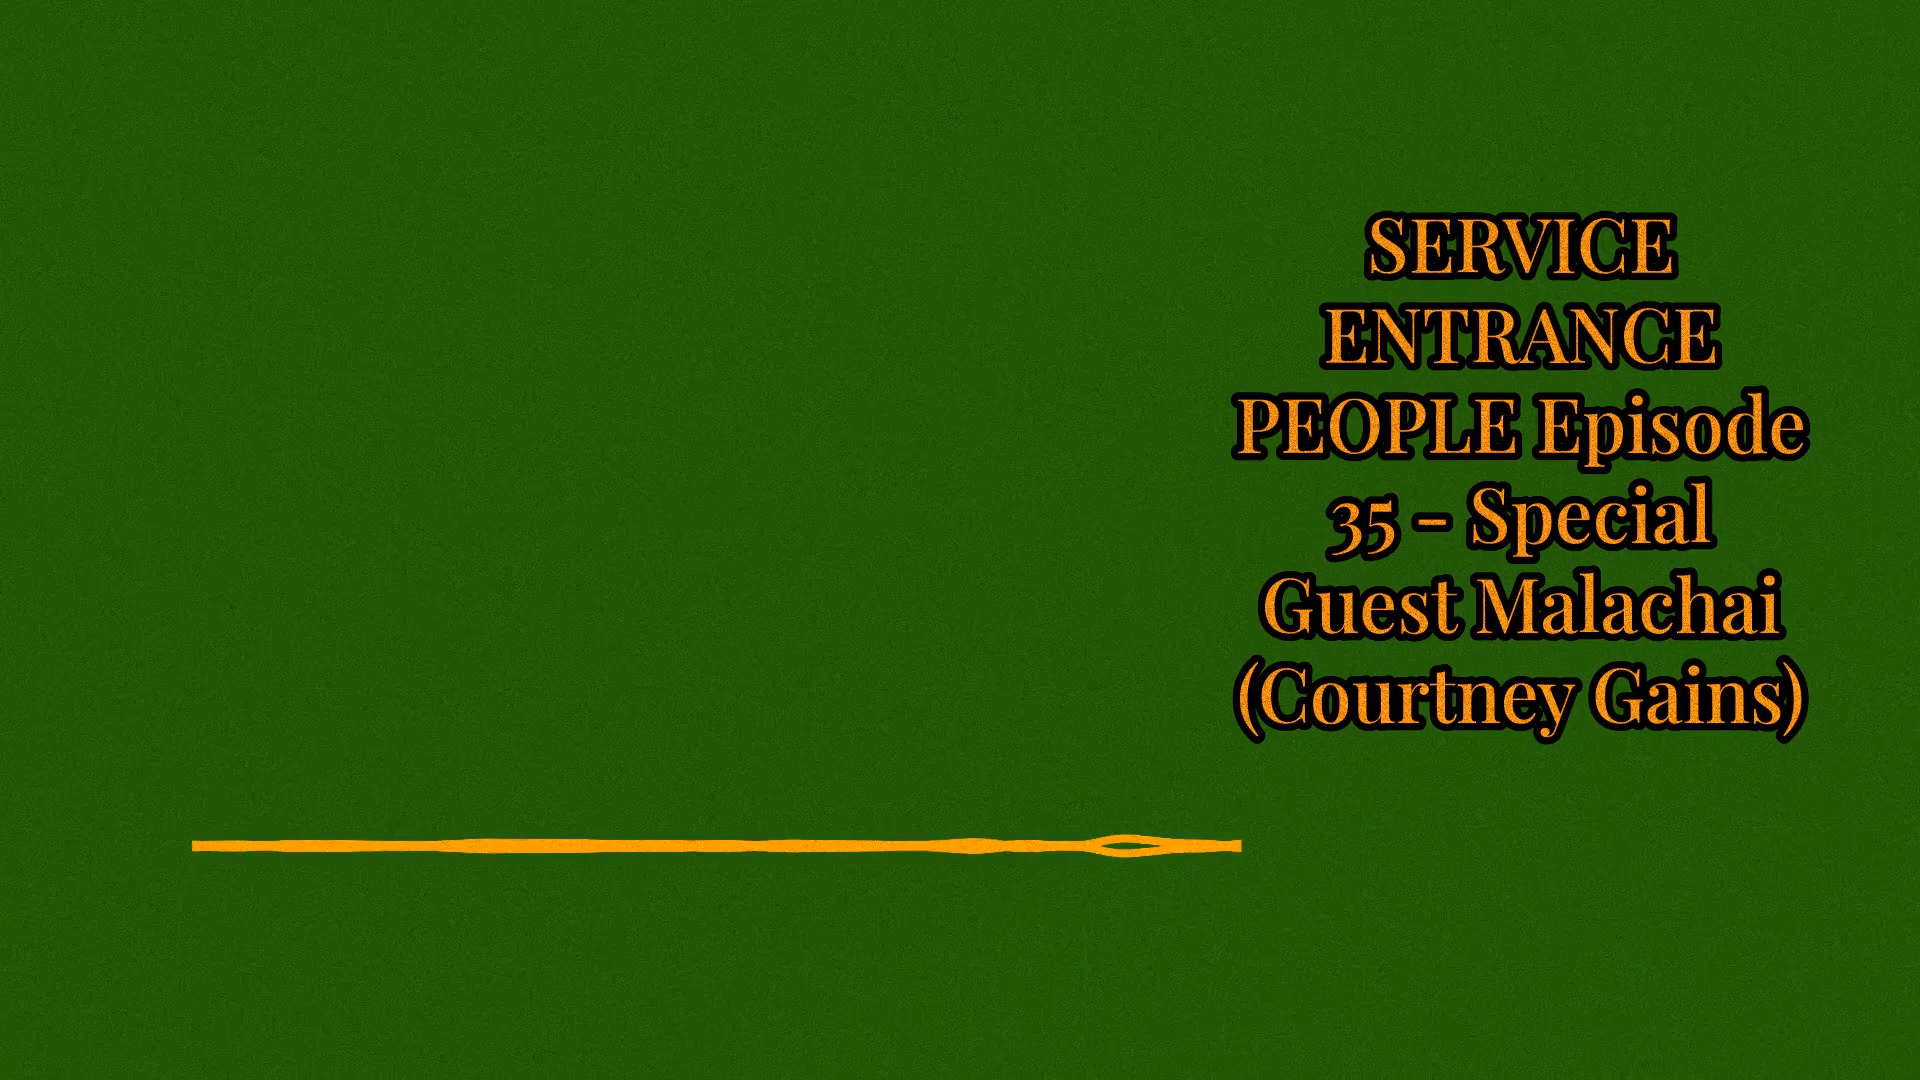 SERVICE
ENTRANCE
PEOPLE Episode
35 - Special
Guest Malachai
(Courtney Gains)